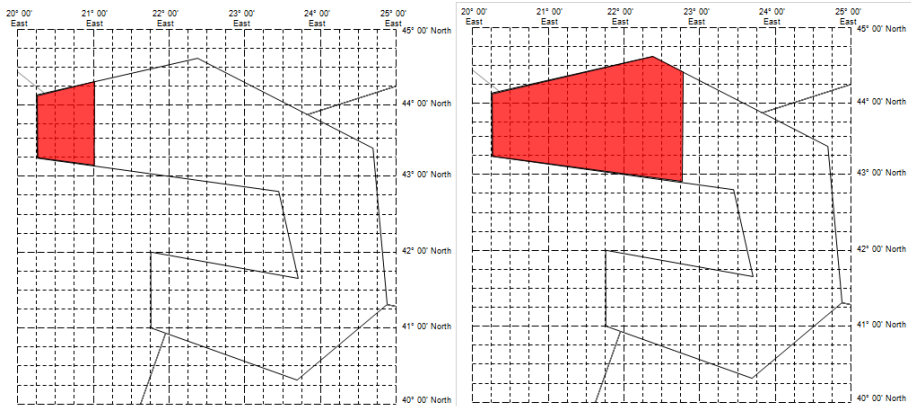 20° 00'
East
21° 00'
East
22° 00'
East
23° 00'
East
24° 00'
East
25° 00'
East
45° 00' North
44° 00' North
43° 00' North
42° 00' North
41° 00' North
40° 00' North
20° 00'
East
21° 00'
East
22° 00'
East
23° 00'
East
24° 00'
East
25° 00'
East
45° 00' North
44° 00' North
43° 00' North
42° 00' North
41° 00' North
40° 00' North